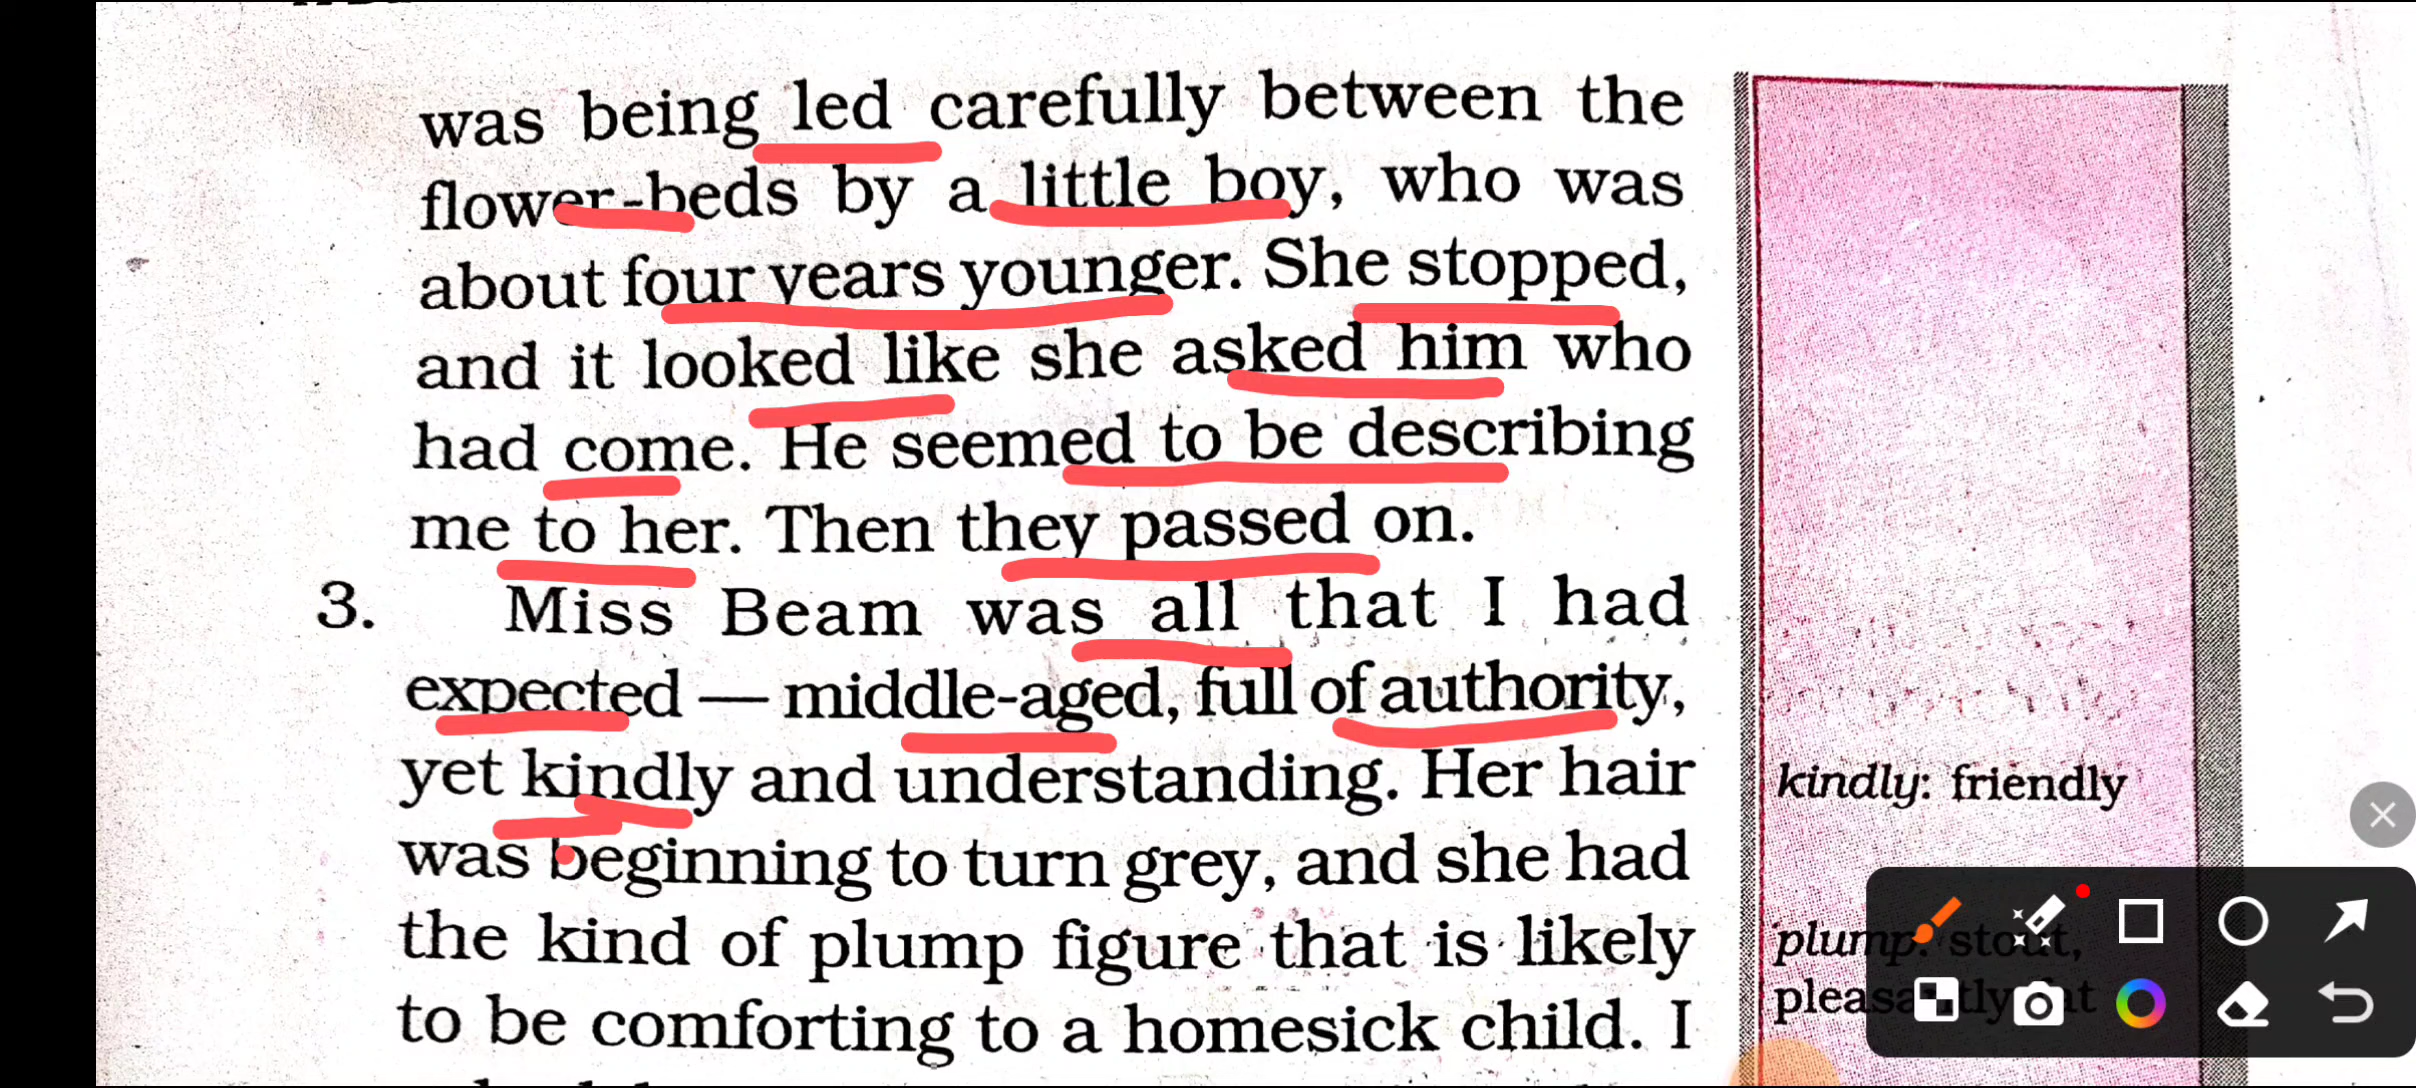 was being led carefully between the
flower-beds by a little boy, who was
about four years younger. She stopped,
and it looked like she asked him who
had come. He seemed to be describing
me to her. Then they passed on.
3. Miss Beam was all that I had
expected — middle-aged, full of authority,
yet kindly and understanding. Her hair
was beginning to turn grey, and she had
the kind of plump figure that is likely
to be comforting to a homesick child. I
kindly: friendly
plump: stout,
pleasantly fat